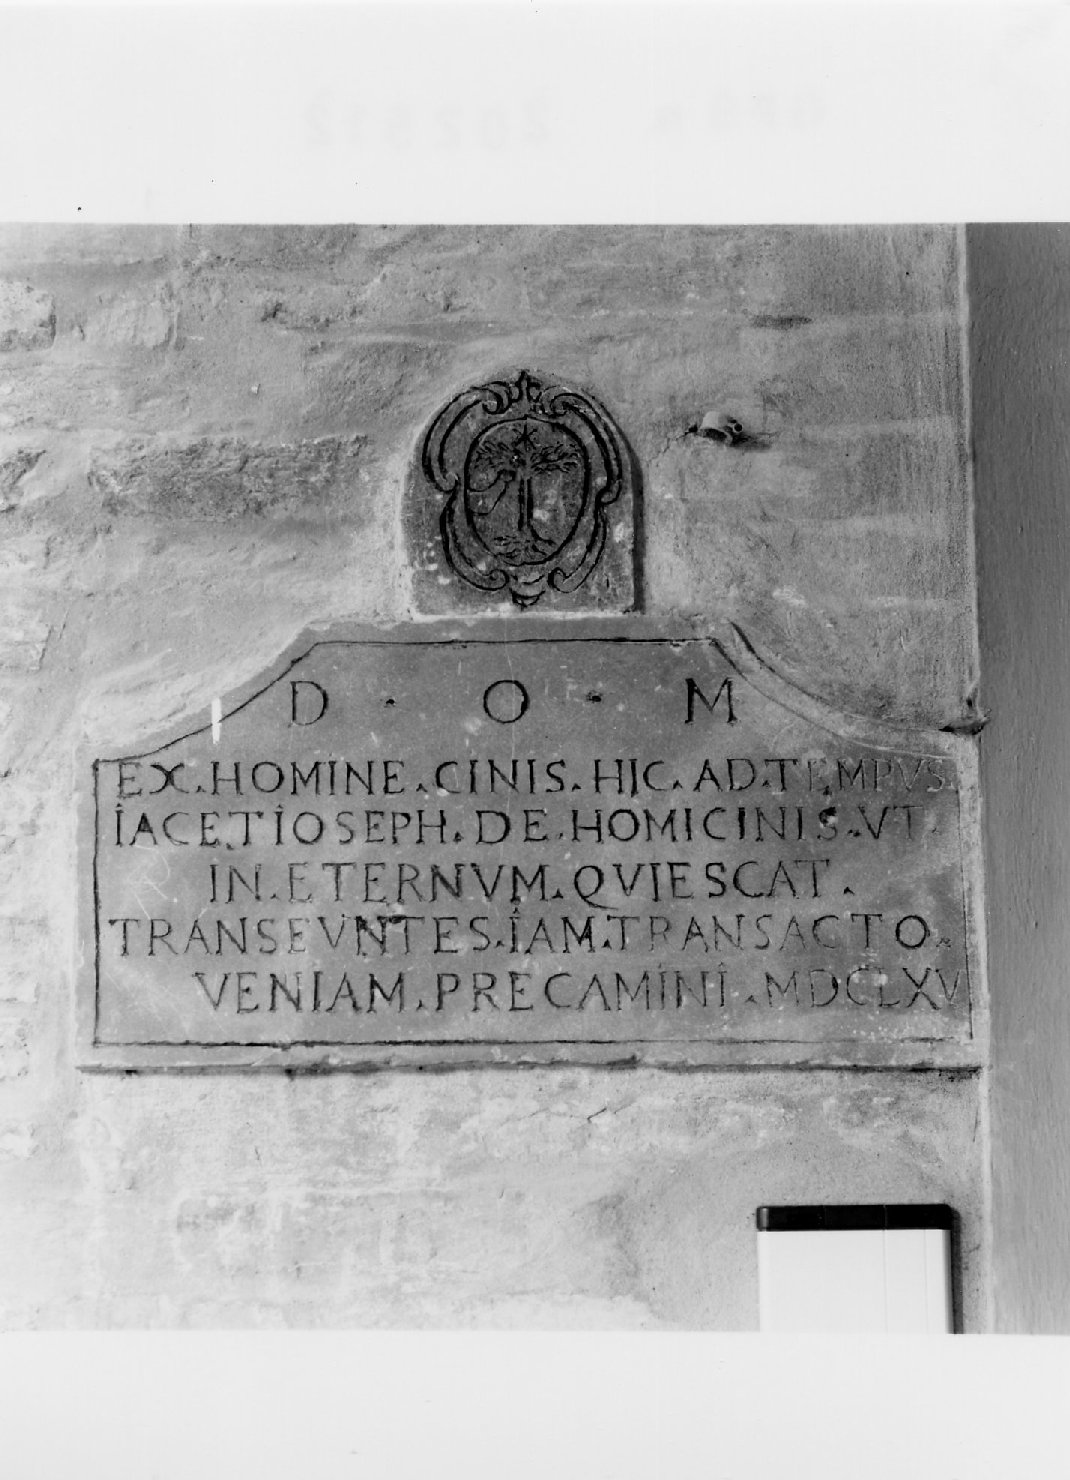 D · O · M
EX.HOMINE.CINIS.HIC.AD.TEMPVS
IACET IOSEPH.DE.HOMICINIS.VT
IN.ETERNVM.QVIESCAT.
TRANSEVNTES.IAM.TRANSACTO.
VENIAM.PRECAMINI.MDCLXV